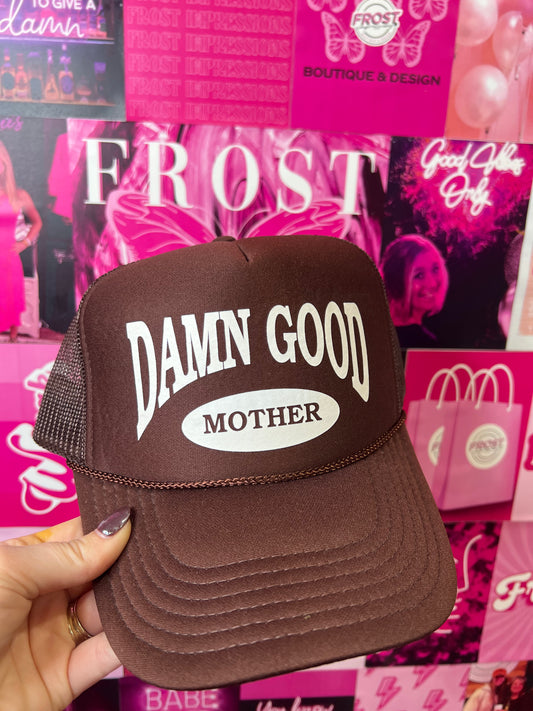 TO GIVE A
damn
FROST IMPRESSIONS
FROST IMPRESSIONS
FROST IMPRESSIONS
FROST IMPRESSIONS
FROST IMPRESSIONS
FROST
BOUTIQUE & DESIGN
FROST
Good Vibes
Only
DAMN GOOD
MOTHER
FROST
BABE